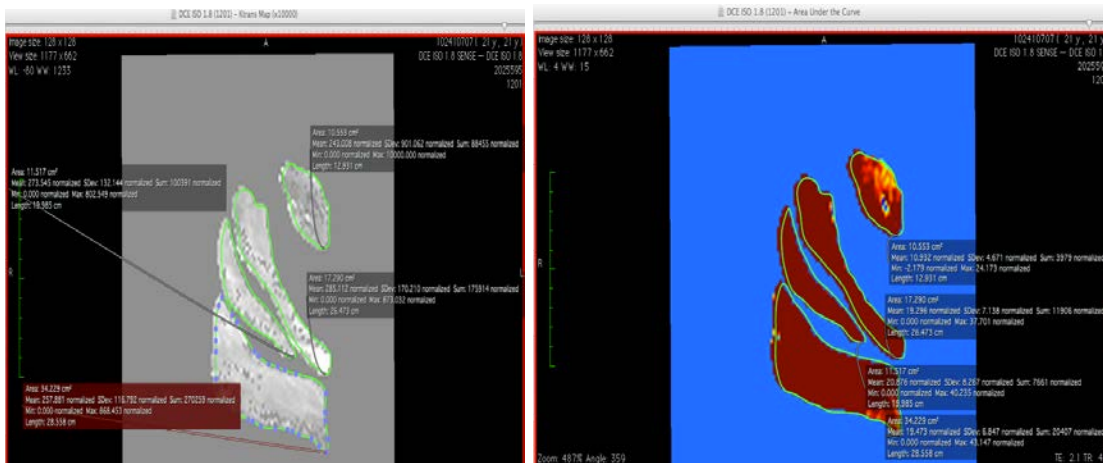 DCE ISO 1.8 (1201) - Ktrans Map (x10000)
Image size: 128 x 128
View size: 1177 x 662
WL: -60 WW: 1233
A
102410707 ( 21 y , 21 y )
DCE ISO 1.8 SENSE — DCE ISO 1.8
2025595
1201
Area: 10.553 cm²
Mean: 243.008 normalized SDev: 901.062 normalized Sum: 88455 normalized
Min: 0.000 normalized Max: 10000.000 normalized
Length: 12.931 cm
Area: 11.517 cm²
Mean: 273.545 normalized SDev: 132.144 normalized Sum: 100391 normalized
Min: 0.000 normalized Max: 802.549 normalized
Length: 19.985 cm
R
L
Area: 17.290 cm²
Mean: 285.112 normalized SDev: 170.210 normalized Sum: 175914 normalized
Min: 0.000 normalized Max: 873.032 normalized
Length: 26.473 cm
Area: 34.229 cm²
Mean: 257.881 normalized SDev: 116.792 normalized Sum: 270259 normalized
Min: 0.000 normalized Max: 868.453 normalized
Length: 28.558 cm
DCE ISO 1.8 (1201) - Area Under the Curve
Image size: 128 x 128
View size: 1177 x 662
WL: 4 WW: 15
A
102410707 ( 21 y , 21 y
DCE ISO 1.8 SENSE — DCE ISO
202559
120
R
Area: 10.553 cm²
Mean: 10.932 normalized SDev: 4.671 normalized Sum: 3979 normalized
Min: -2.179 normalized Max: 24.173 normalized
Length: 12.931 cm
Area: 17.290 cm²
Mean: 19.296 normalized SDev: 7.138 normalized Sum: 11906 normalized
Min: 0.000 normalized Max: 37.701 normalized
Length: 26.473 cm
Area: 11.517 cm²
Mean: 20.876 normalized SDev: 8.267 normalized Sum: 7661 normalized
Min: 0.000 normalized Max: 40.235 normalized
Length: 19.985 cm
Area: 34.229 cm²
Mean: 19.473 normalized SDev: 6.847 normalized Sum: 20407 normalized
Min: 0.000 normalized Max: 43.147 normalized
Length: 28.558 cm
Zoom: 487% Angle: 359
TE: 2.1 TR: 4